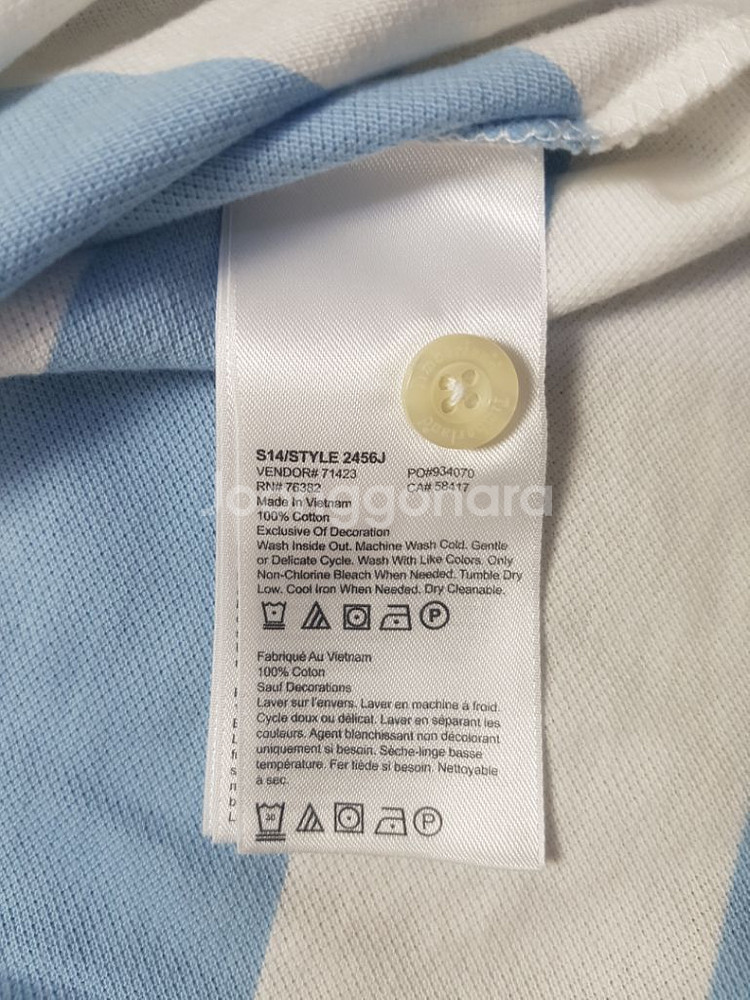 S14/STYLE 2456J
VENDOR# 71423 PO#934070
RN# 76382 CA# 58417
Made In Vietnam
100% Cotton
Exclusive Of Decoration
Wash Inside Out. Machine Wash Cold. Gentle
or Delicate Cycle. Wash With Like Colors. Only
Non-Chlorine Bleach When Needed. Tumble Dry
Low. Cool Iron When Needed. Dry Cleanable.
P
Fabriqué Au Vietnam
100% Coton
Sauf Decorations
Laver sur l'envers. Laver en machine à froid.
Cycle doux ou délicat. Laver en séparant les
couleurs. Agent blanchissant non décolorant
uniquement si besoin. Sèche-linge basse
température. Fer tiède si besoin. Nettoyable
à sec.
30 P